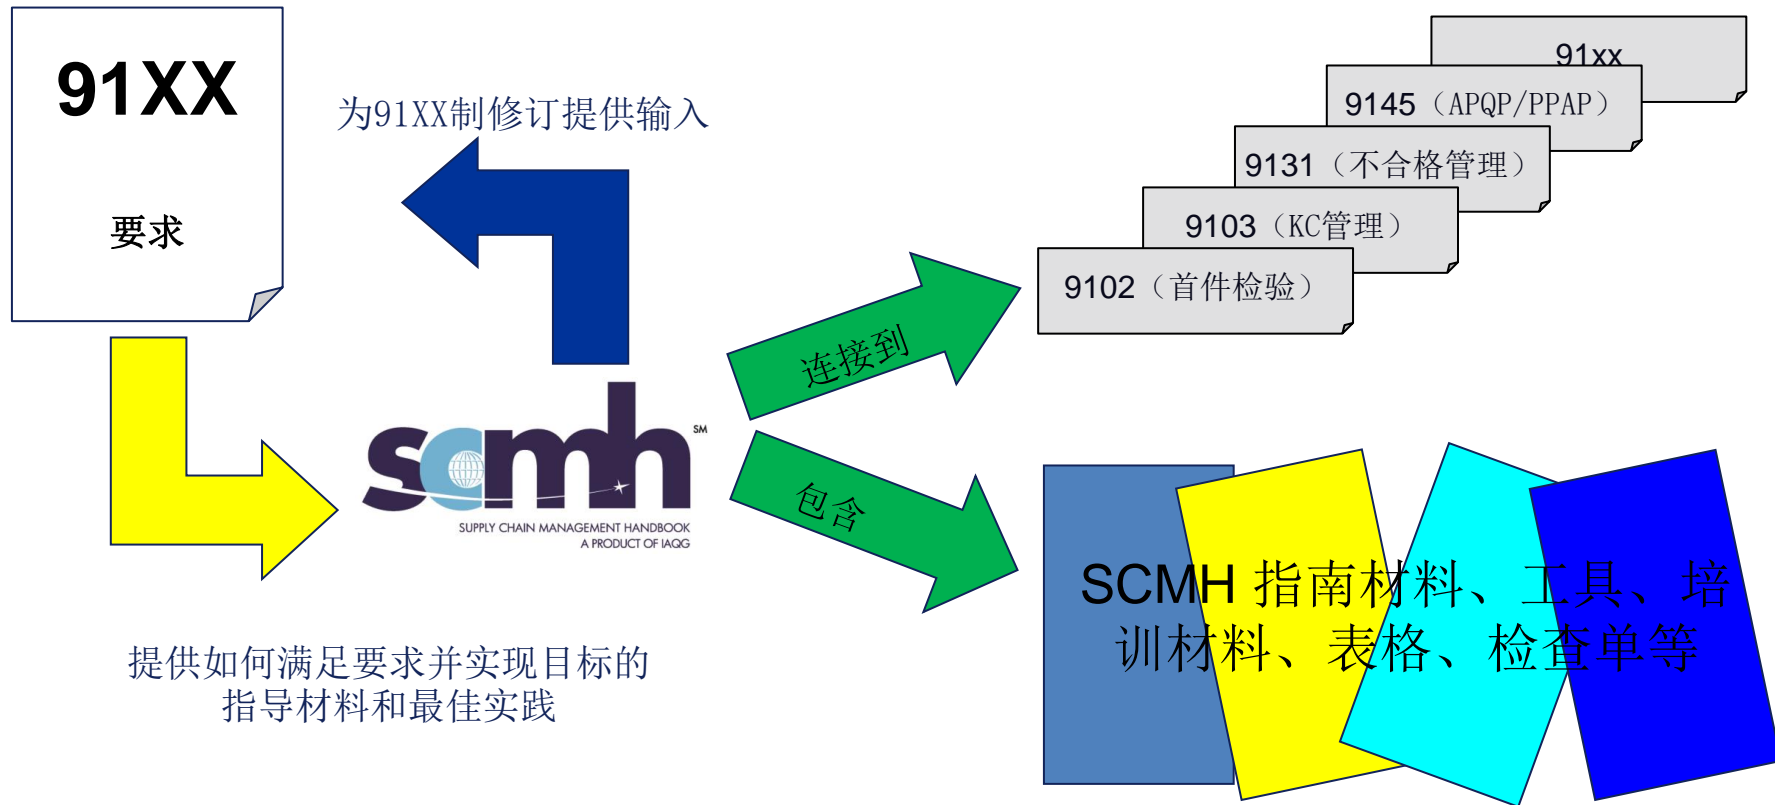 91XX
要求
为91XX制修订提供输入
scmh SM
SUPPLY CHAIN MANAGEMENT HANDBOOK
A PRODUCT OF IAQG
提供如何满足要求并实现目标的
指导材料和最佳实践
连接到
包含
91xx
9145（APQP/PPAP）
9131（不合格管理）
9103（KC管理）
9102（首件检验）
SCMH 指南材料、工具、培
训材料、表格、检查单等